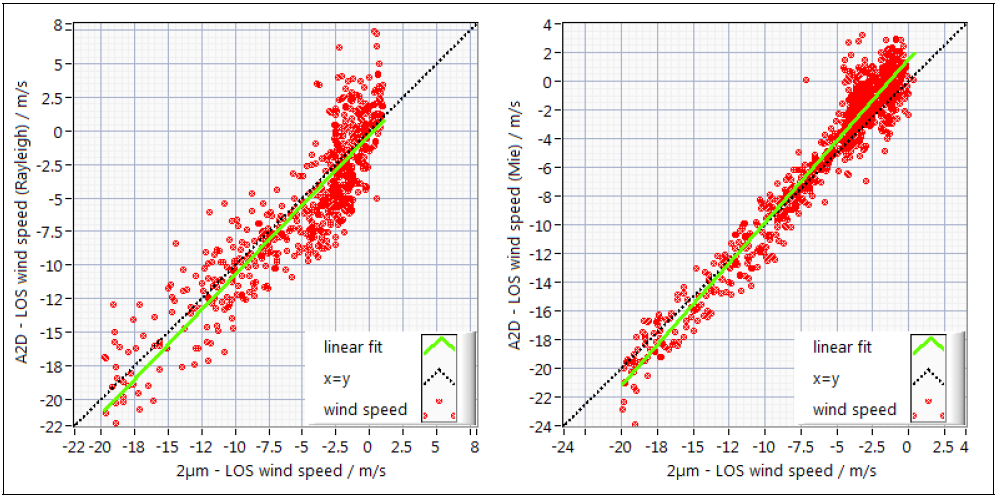 A2D - LOS wind speed (Rayleigh) / m/s
8
5
2.5
0
-2.5
-5
-7.5
-10
-12
-15
-18
-20
-22
linear fit
x=y
wind speed
-22 -20 -18 -15 -12 -10 -7.5 -5 -2.5 0 2.5 5 8
2μm - LOS wind speed / m/s
A2D - LOS wind speed (Mie) / m/s
4
2
0
-2
-4
-6
-8
-10
-12
-14
-16
-18
-20
-22
-24
linear fit
x=y
wind speed
-24 -20 -18 -15 -12 -10 -7.5 -5 -2.5 0 2.5 4
2μm - LOS wind speed / m/s